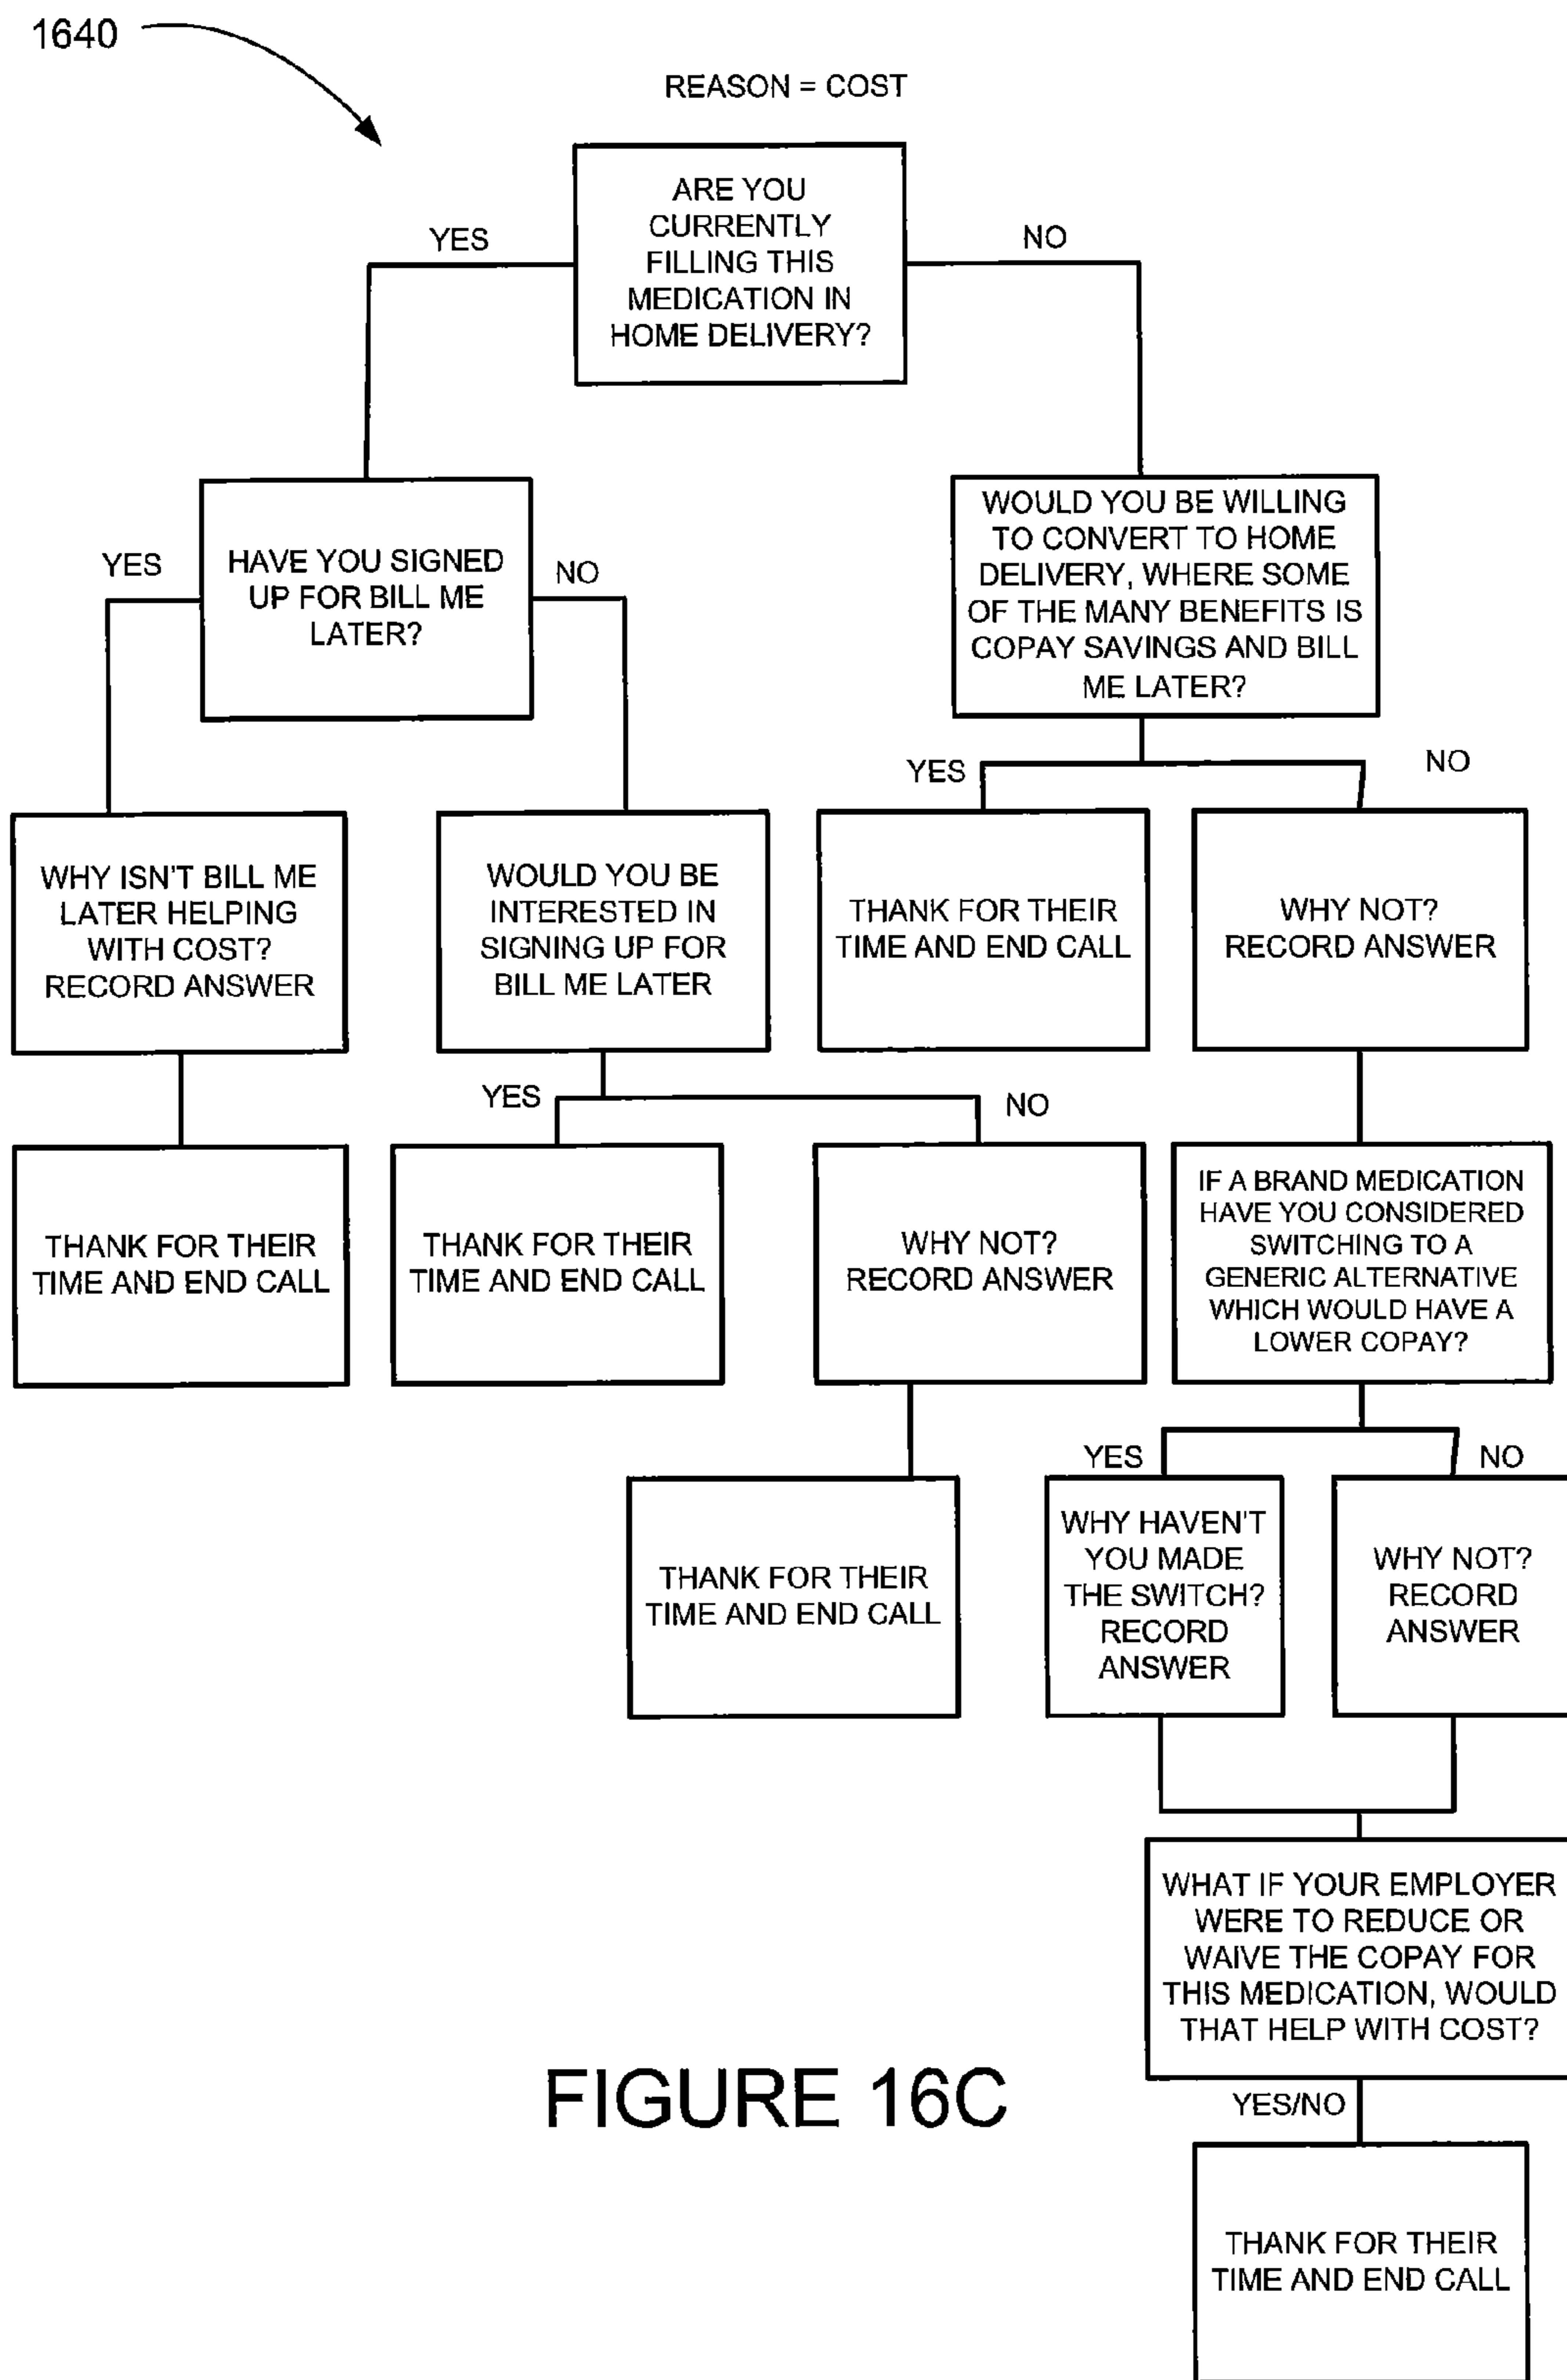 1640
REASON = COST
ARE YOU
CURRENTLY
FILLING THIS
MEDICATION IN
HOME DELIVERY?
YES
NO
HAVE YOU SIGNED
UP FOR BILL ME
LATER?
YES
NO
WOULD YOU BE WILLING
TO CONVERT TO HOME
DELIVERY, WHERE SOME
OF THE MANY BENEFITS IS
COPAY SAVINGS AND BILL
ME LATER?
YES
NO
WHY ISN'T BILL ME
LATER HELPING
WITH COST?
RECORD ANSWER
WOULD YOU BE
INTERESTED IN
SIGNING UP FOR
BILL ME LATER
THANK FOR THEIR
TIME AND END CALL
WHY NOT?
RECORD ANSWER
YES
NO
THANK FOR THEIR
TIME AND END CALL
THANK FOR THEIR
TIME AND END CALL
WHY NOT?
RECORD ANSWER
IF A BRAND MEDICATION
HAVE YOU CONSIDERED
SWITCHING TO A
GENERIC ALTERNATIVE
WHICH WOULD HAVE A
LOWER COPAY?
YES
NO
THANK FOR THEIR
TIME AND END CALL
WHY HAVEN'T
YOU MADE
THE SWITCH?
RECORD
ANSWER
WHY NOT?
RECORD
ANSWER
WHAT IF YOUR EMPLOYER
WERE TO REDUCE OR
WAIVE THE COPAY FOR
THIS MEDICATION, WOULD
THAT HELP WITH COST?
YES/NO
THANK FOR THEIR
TIME AND END CALL
FIGURE 16C